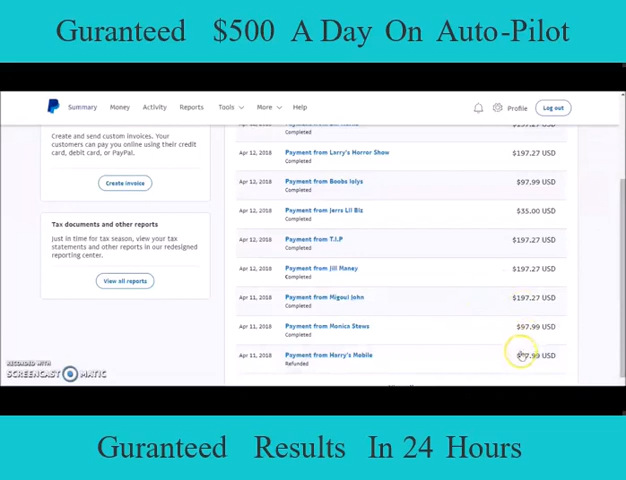 Guranteed $500 A Day On Auto-Pilot
Summary Money Activity Reports Tools More Help Profile Log out
Create and send custom invoices. Your
customers can pay you online using their credit
card, debit card, or PayPal.
Create invoice
Tax documents and other reports
Just in time for tax season, view your tax
statements and other reports in our redesigned
reporting center.
View all reports
Completed
Apr 12, 2018 Payment from Larry's Horror Show $197.27 USD
Completed
Apr 12, 2018 Payment from Boobs lolys $97.99 USD
Completed
Apr 12, 2018 Payment from Jerrs Lil Biz $35.00 USD
Completed
Apr 12, 2018 Payment from T.I.P $197.27 USD
Completed
Apr 12, 2018 Payment from Jill Maney $197.27 USD
Completed
Apr 11, 2018 Payment from Migoul John $197.27 USD
Completed
Apr 11, 2018 Payment from Monica Stews $97.99 USD
Completed
Apr 11, 2018 Payment from Herry's Mobile USD
Refunded
RECORDED WITH
SCREENCAST MATIC
Guranteed Results In 24 Hours